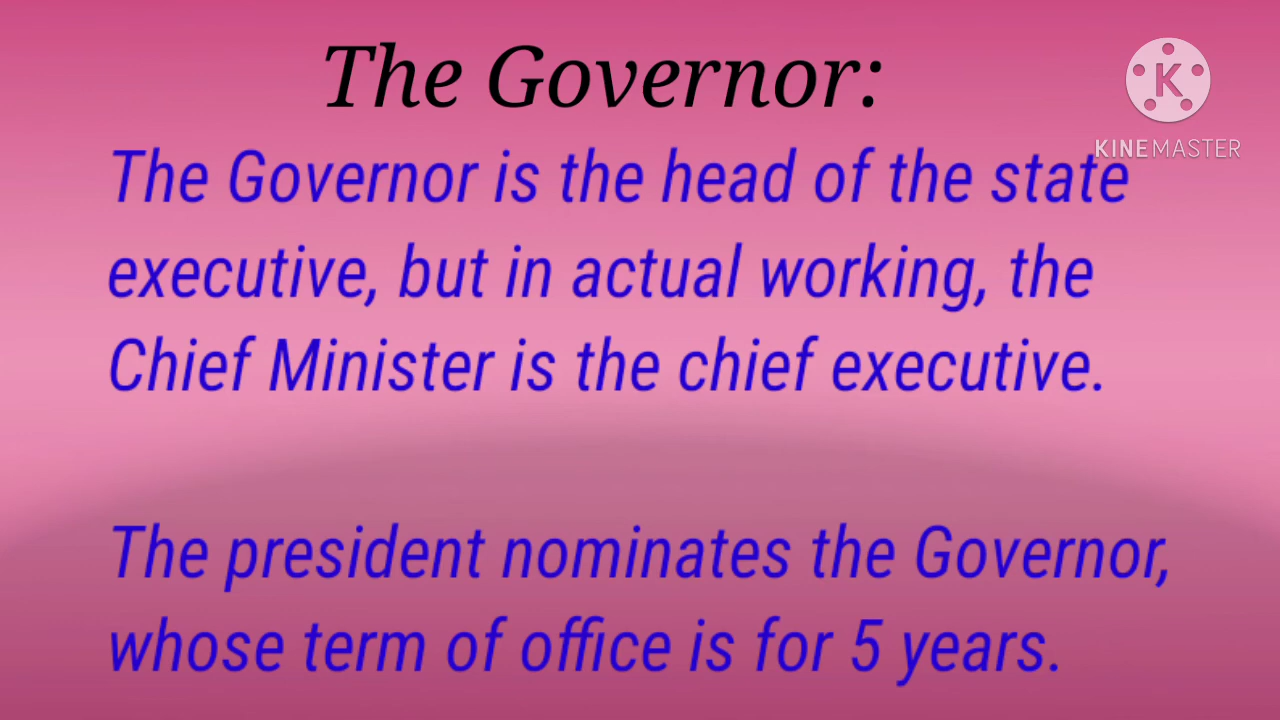 The Governor:
K
KINEMASTER
The Governor is the head of the state
executive, but in actual working, the
Chief Minister is the chief executive.
The president nominates the Governor,
whose term of office is for 5 years.